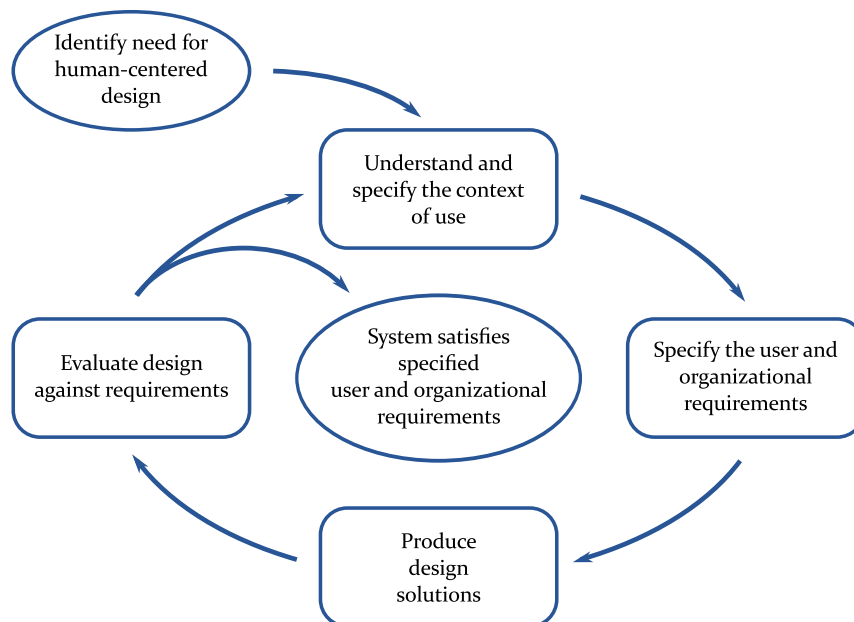 Identify need for
human-centered
design
Understand and
specify the context
of use
Evaluate design
against requirements
System satisfies
specified
user and organizational
requirements
Specify the user and
organizational
requirements
Produce
design
solutions